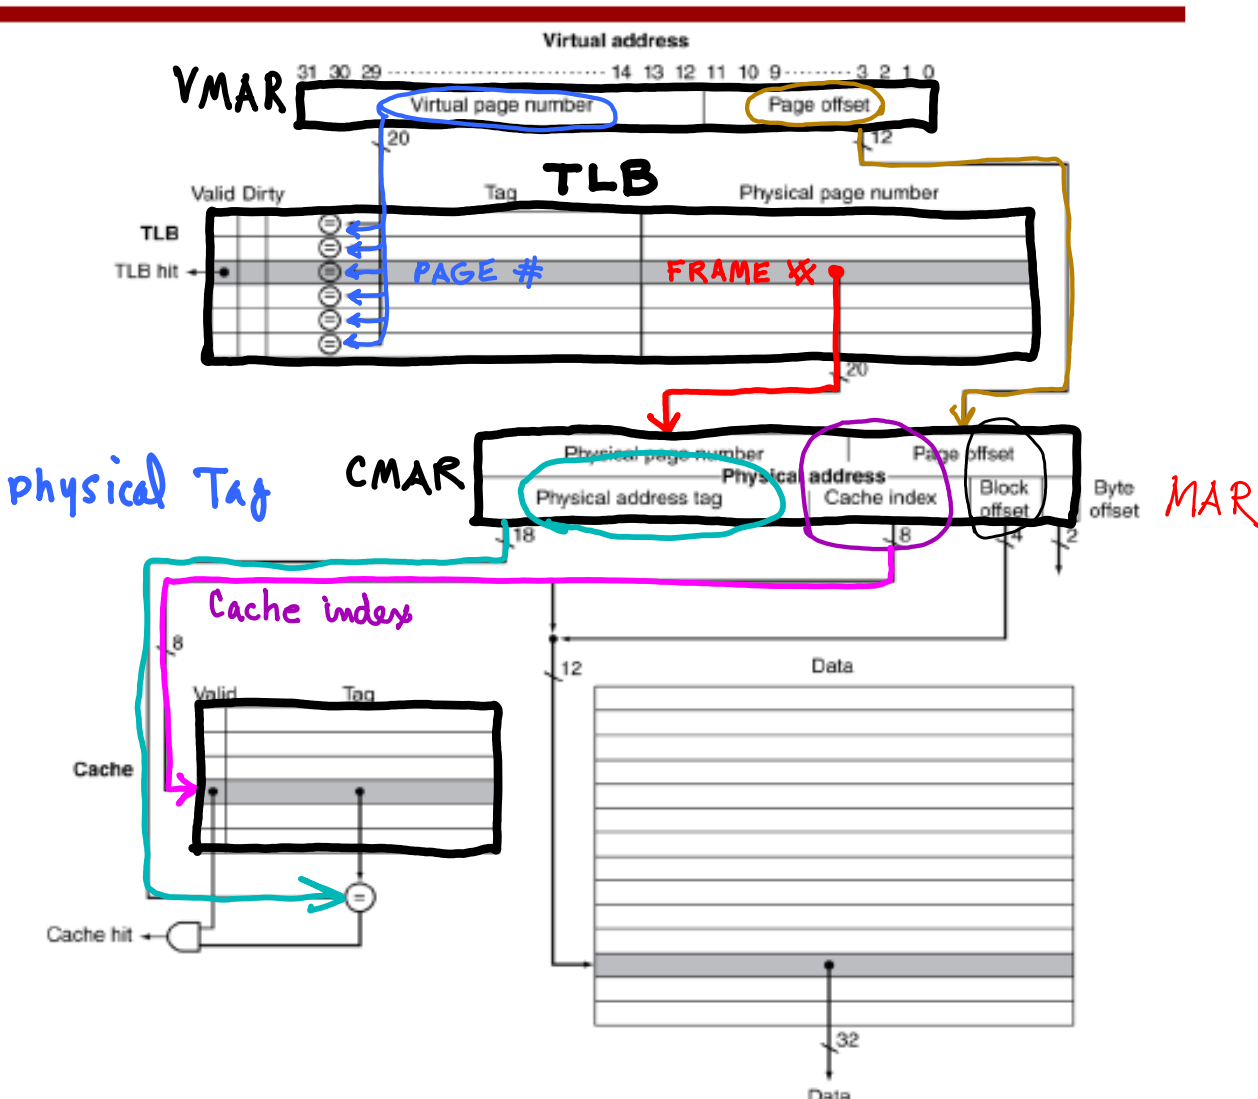 Virtual address
31 30 29 ........................... 14 13 12 11 10 9 ......... 3 2 1 0
VMAR
Virtual page number Page offset
20 12
TLB
Valid Dirty Tag Physical page number
TLB
TLB hit PAGE # FRAME #
20
Physical page number Page offset
CMAR Physical address
Physical Tag
Physical address tag Cache index Block offset Byte offset MAR
18 8 4 2
Cache index
8
12
Data
Valid Tag
Cache
=
Cache hit
32
Data